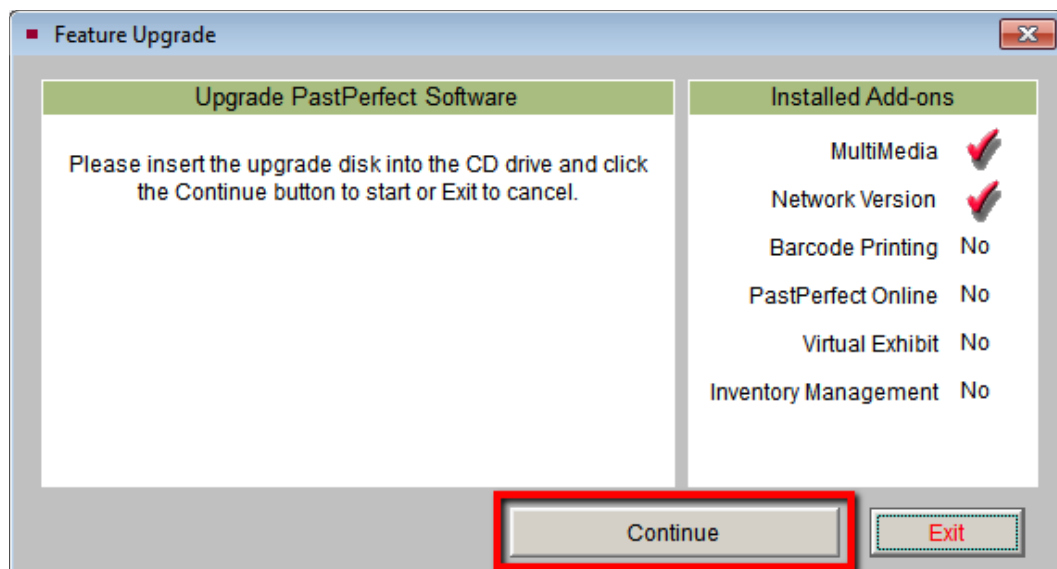 Feature Upgrade
Upgrade PastPerfect Software
Please insert the upgrade disk into the CD drive and click
the Continue button to start or Exit to cancel.
Installed Add-ons
MultiMedia
Network Version
Barcode Printing No
PastPerfect Online No
Virtual Exhibit No
Inventory Management No
Continue
Exit